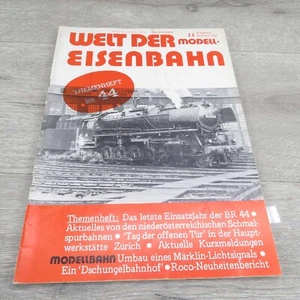 WELT DER
MODELL-
EISENBAHN
11
THEMENHEFT
BR 44
Themenheft: Das letzte Einsatzjahr der BR 44 •
Aktuelles von den niederösterreichischen Schmal-
spurbahnen • 'Tag der offenen Tür' in der Haupt-
werkstätte Zürich • Aktuelle Kurzmeldungen
MODELLBAHN Umbau eines Märklin-Lichtsignals •
Ein 'Dschungelbahnhof' • Roco-Neuheitenbericht